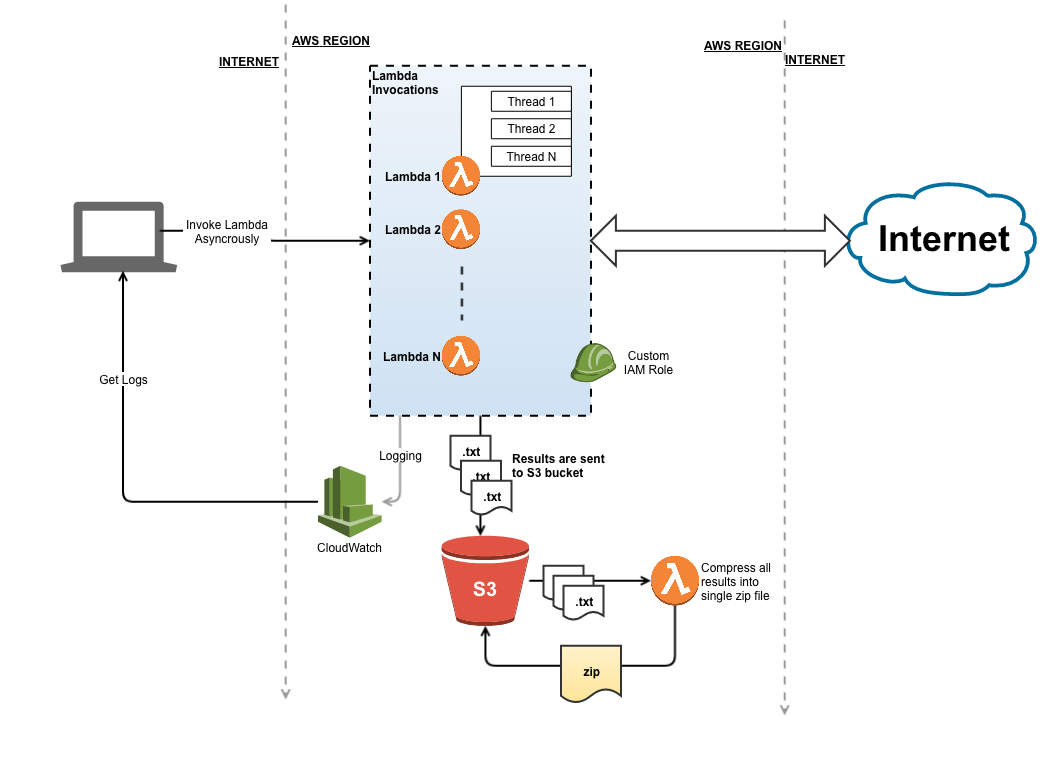 AWS REGION
INTERNET
AWS REGION
INTERNET
Lambda
Invocations
Thread 1
Thread 2
Thread N
Lambda 1
Lambda 2
Invoke Lambda
Asyncrously
Internet
Lambda N
Custom
IAM Role
Get Logs
Logging
.txt
.txt
.txt
Results are sent
to S3 bucket
CloudWatch
S3
.txt
Compress all
results into
single zip file
zip